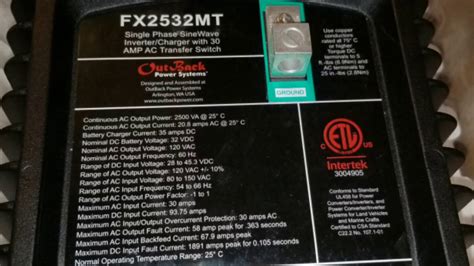 FX2532MT
Single Phase SineWave
Inverter/Charger with 30
AMP AC Transfer Switch
OutBack
Power Systems
Designed and Assembled at
OutBack Power Systems
Arlington, WA USA
www.outbackpower.com
GROUND
Use copper
conductors
rated at 75° C
or higher
Torque DC
terminals to 5
ft.-lbs (6.9Nm) and
AC terminals to
25 in.-lbs (2.8Nm)
Continuous AC Output Power: 2500 VA @ 25° C
Continuous AC Output Current: 20.8 amps AC @ 25° C
Battery Charger Current: 35 amps DC
Nominal DC Battery Voltage: 32 VDC
Nominal AC Output Voltage: 120 VAC
Nominal AC Output Frequency: 60 Hz
Range of DC Input Voltage: 28 to 45.3 VDC
Range of AC Output Voltage: 120 VAC +/- 10%
Range of AC Input Voltage: 80 to 150 VAC
Range of AC Input Frequency: 54 to 66 Hz
Range of AC Output Power Factor: -1 to 1
Maximum AC Input Current: 30 amps
Maximum DC Input Current: 93.75 amps
Maximum AC Input/Output Overcurrent Protection: 30 amps AC
Maximum AC Output Fault Current: 58 amp peak for .363 seconds
Maximum AC Input Backfeed Current: 67.9 amps peak
Maximum DC Input Fault Current: 1891 amps peak for 0.105 seconds
Normal Operating Temperature Range: 25° C
ETL
C US
Intertek
3004905
Conforms to Standard
UL458 for Power
Converters/Inverters, and
Power Converter/Inverter
Systems for Land Vehicles
and Marine Crafts.
Certified to CSA Standard
C22.2 No. 107.1-01